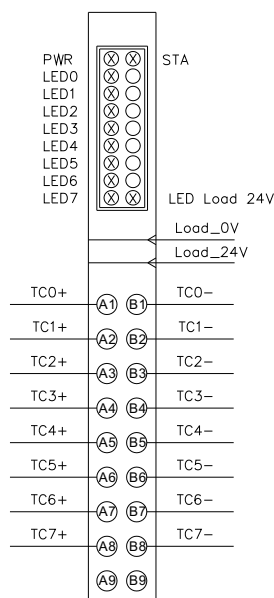 PWR STA
LED0
LED1
LED2
LED3
LED4
LED5
LED6
LED7 LED Load 24V
Load_0V
Load_24V
TC0+ A1 B1 TC0-
TC1+ A2 B2 TC1-
TC2+ A3 B3 TC2-
TC3+ A4 B4 TC3-
TC4+ A5 B5 TC4-
TC5+ A6 B6 TC5-
TC6+ A7 B7 TC6-
TC7+ A8 B8 TC7-
A9 B9